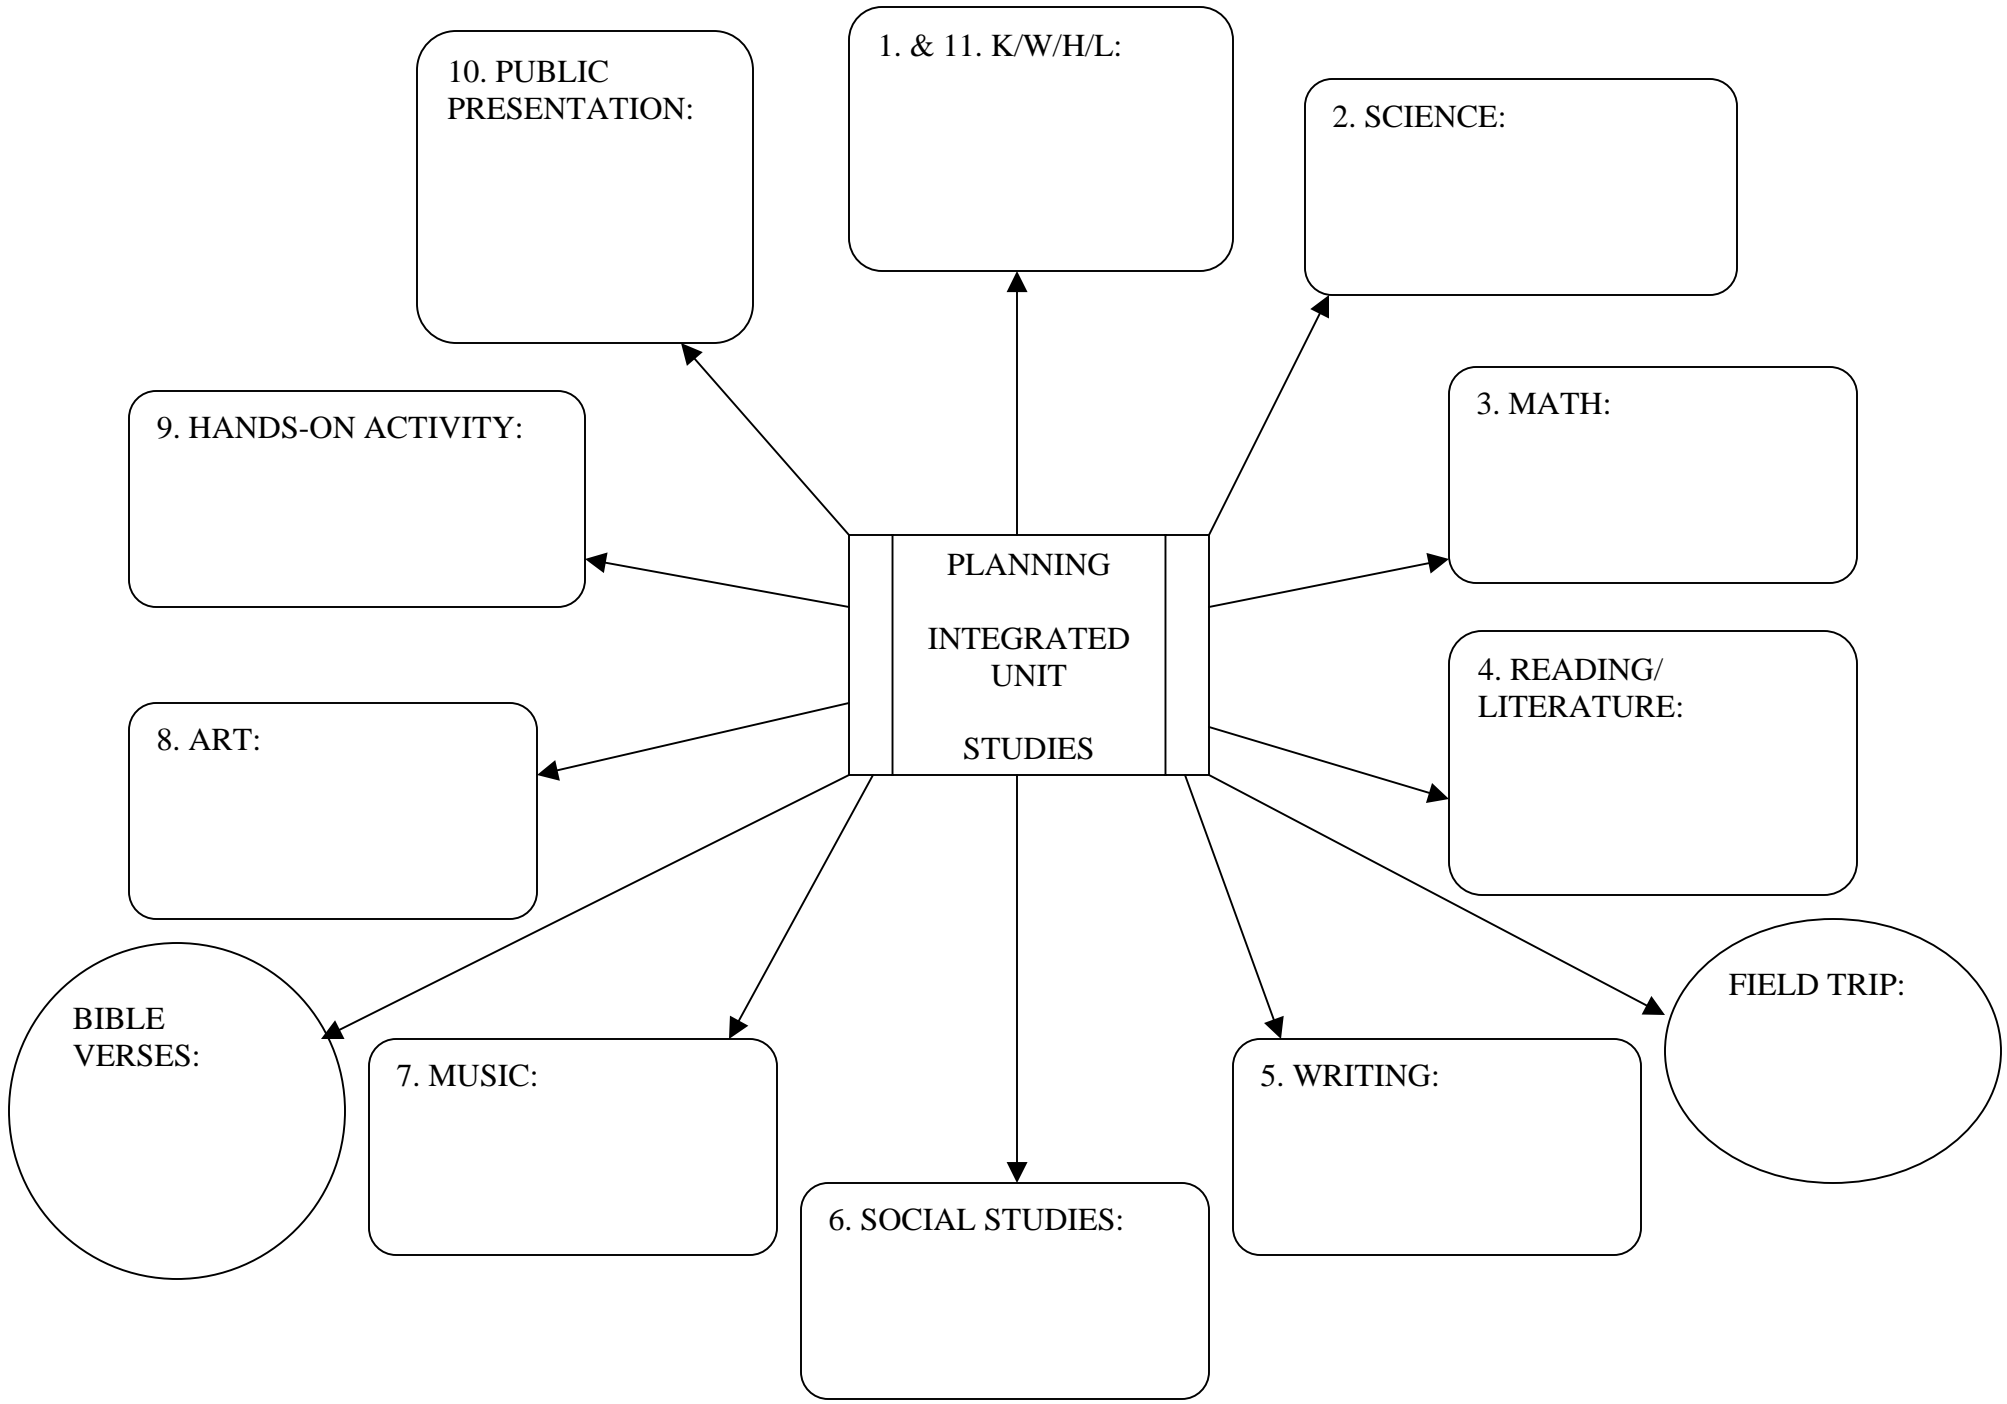 1. & 11. K/W/H/L:
10. PUBLIC
PRESENTATION:
2. SCIENCE:
9. HANDS-ON ACTIVITY:
3. MATH:
PLANNING
INTEGRATED
UNIT
STUDIES
4. READING/
LITERATURE:
8. ART:
BIBLE
VERSES:
FIELD TRIP:
7. MUSIC:
5. WRITING:
6. SOCIAL STUDIES: